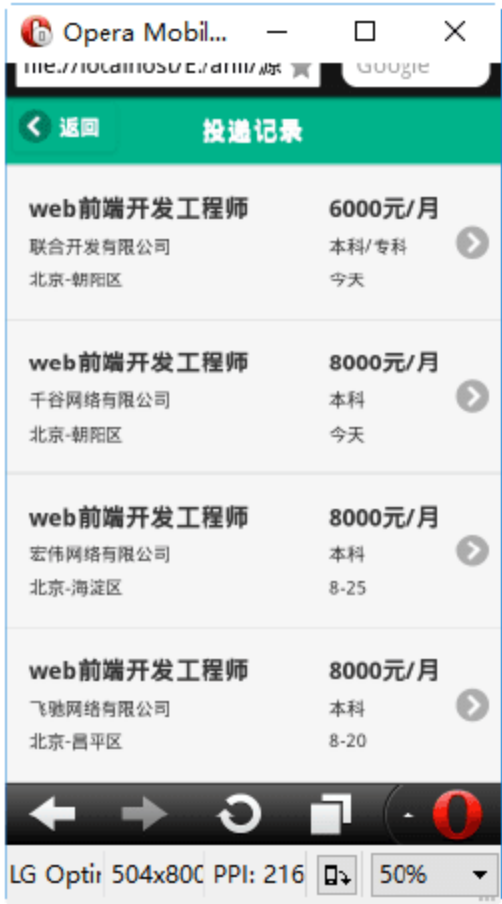 Opera Mobil...
file://localhost/E:/anli/源
Google
返回
投递记录
web前端开发工程师 6000元/月
联合开发有限公司 本科/专科
北京-朝阳区 今天
web前端开发工程师 8000元/月
千谷网络有限公司 本科
北京-朝阳区 今天
web前端开发工程师 8000元/月
宏伟网络有限公司 本科
北京-海淀区 8-25
web前端开发工程师 8000元/月
飞驰网络有限公司 本科
北京-昌平区 8-20
LG Optin 504x800 PPI: 216 50%